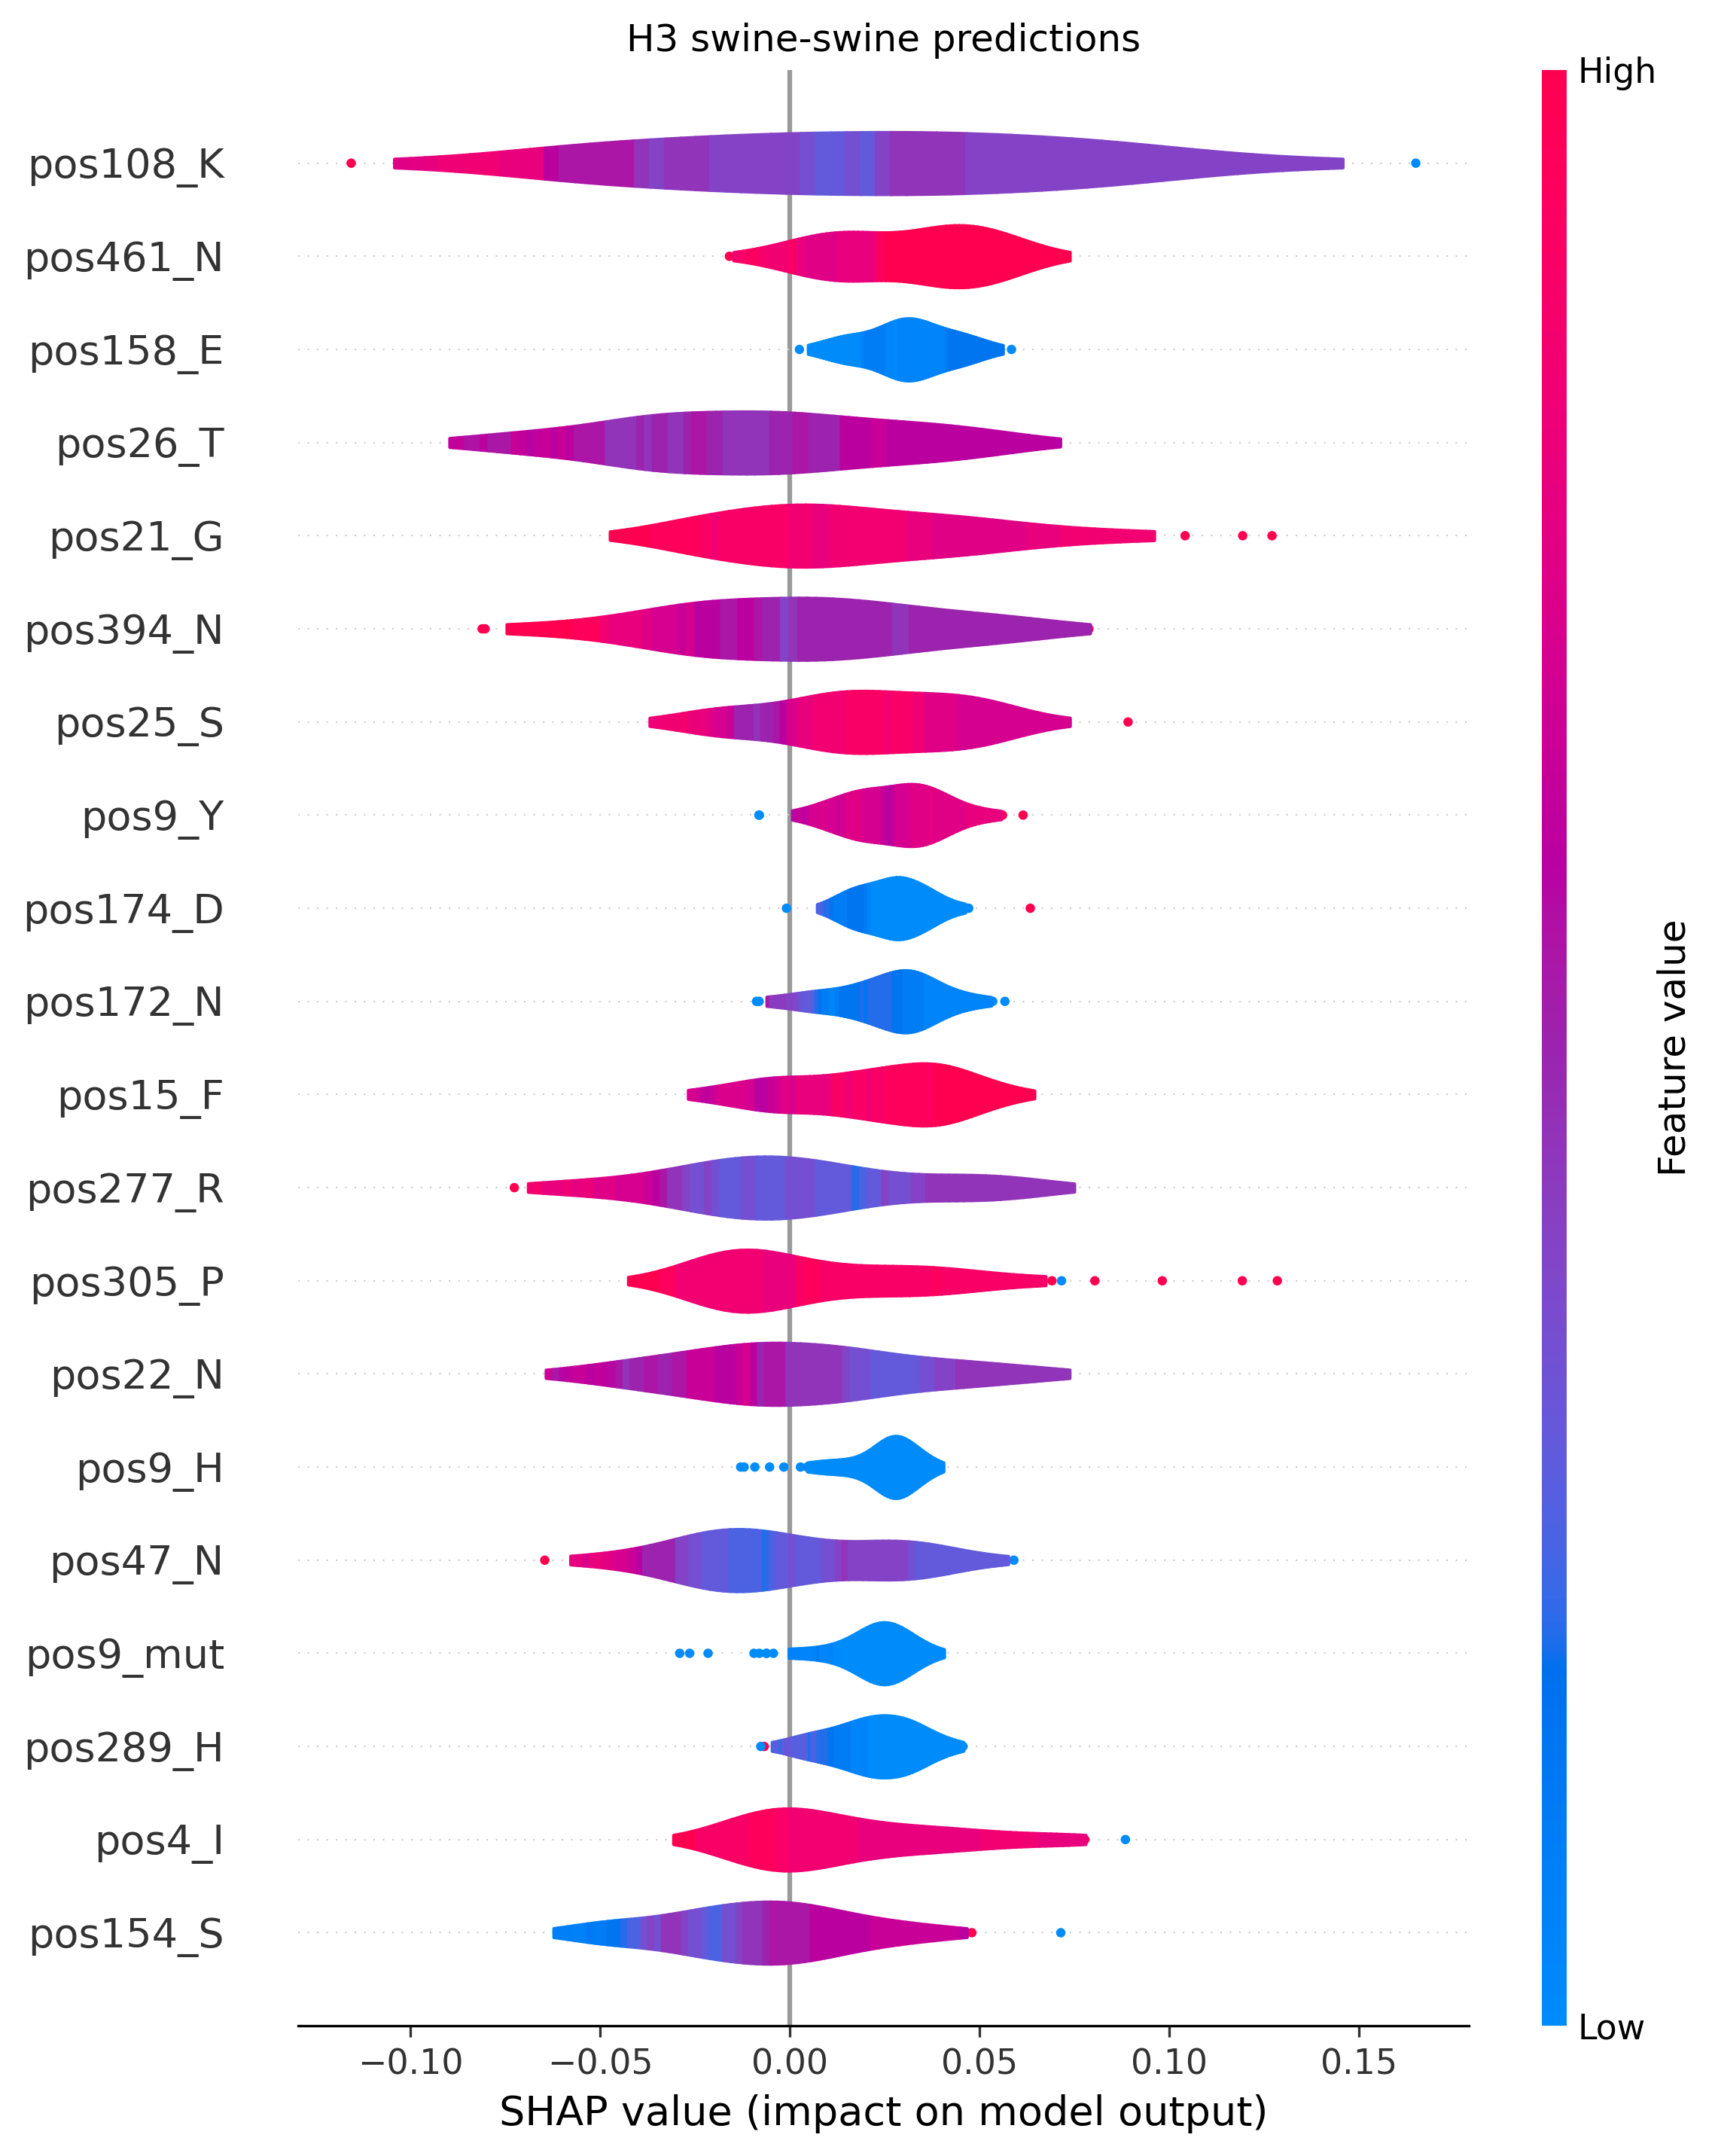 H3 swine-swine predictions
High
pos108_K
pos461_N
pos158_E
pos26_T
pos21_G
pos394_N
pos25_S
pos9_Y
pos174_D
pos172_N
pos15_F
pos277_R
pos305_P
pos22_N
pos9_H
pos47_N
pos9_mut
pos289_H
pos4_I
pos154_S
Feature value
Low
−0.10 −0.05 0.00 0.05 0.10 0.15
SHAP value (impact on model output)